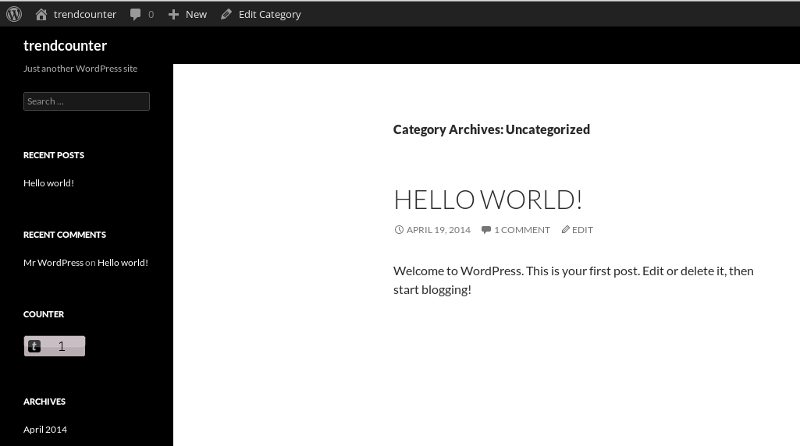 trendcounter 0 New Edit Category
trendcounter
Just another WordPress site
Search ...
RECENT POSTS
Hello world!
RECENT COMMENTS
Mr WordPress on Hello world!
COUNTER
t 1
ARCHIVES
April 2014
Category Archives: Uncategorized
HELLO WORLD!
APRIL 19, 2014 1 COMMENT EDIT
Welcome to WordPress. This is your first post. Edit or delete it, then
start blogging!